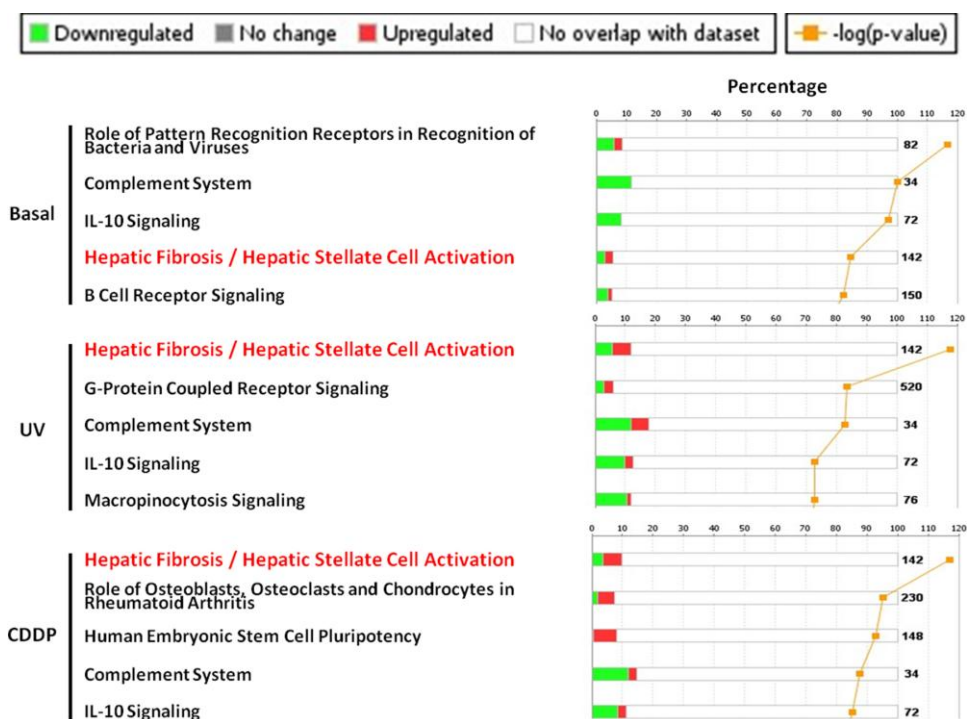 Downregulated No change Upregulated No overlap with dataset -log(p-value)
Percentage
0 10 20 30 40 50 60 70 80 90 100 110 120
Basal
Role of Pattern Recognition Receptors in Recognition of
Bacteria and Viruses
82
Complement System
34
IL-10 Signaling
72
Hepatic Fibrosis / Hepatic Stellate Cell Activation
142
B Cell Receptor Signaling
150
0 10 20 30 40 50 60 70 80 90 100 110 120
UV
Hepatic Fibrosis / Hepatic Stellate Cell Activation
142
G-Protein Coupled Receptor Signaling
520
Complement System
34
IL-10 Signaling
72
Macropinocytosis Signaling
76
0 10 20 30 40 50 60 70 80 90 100 110 120
CDDP
Hepatic Fibrosis / Hepatic Stellate Cell Activation
142
Role of Osteoblasts, Osteoclasts and Chondrocytes in
Rheumatoid Arthritis
230
Human Embryonic Stem Cell Pluripotency
148
Complement System
34
IL-10 Signaling
72